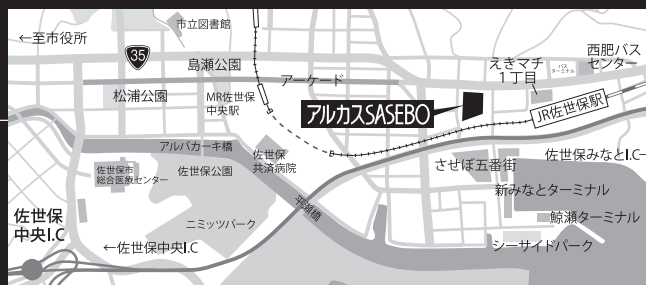 市立図書館
←至市役所
35
島瀬公園
アーケード
えきマチ
1丁目
バス
ターミナル
西肥バス
センター
松浦公園
MR佐世保
中央駅
アルカスSASEBO
JR佐世保駅
アルバカーキ橋
佐世保
共済病院
させぼ五番街
佐世保みなとI.C
佐世保市
総合医療センター
佐世保公園
新みなとターミナル
佐世保
中央I.C
ニミッツパーク
平瀬橋
鯨瀬ターミナル
←佐世保中央I.C
シーサイドパーク